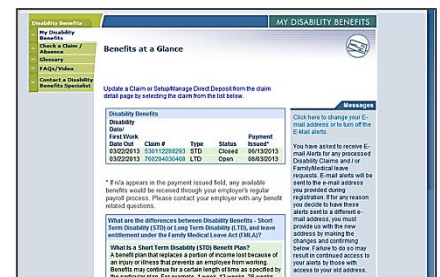 Disability Benefits
MY DISABILITY BENEFITS
My Disability
Benefits
Check a Claim /
Absence
Glossary
FAQs/Video
Contact a Disability
Benefits Specialist
Benefits at a Glance
Update a Claim or Setup/Manage Direct Deposit from the claim
detail page by selecting the claim from the list below.
Disability Benefits
Disability
Date/
First Work
Date Out Claim # Type Status Payment Issued*
03/22/2013 530112288293 STD Closed 06/13/2013
03/22/2013 760204030408 LTD Open 08/03/2013
* If n/a appears in the payment issued field, any available
benefits would be received through your employer's regular
payroll process. Please contact your employer with any benefit
related questions.
What are the differences between Disability Benefits - Short
Term Disability (STD) or Long Term Disability (LTD), and leave
entitlement under the Family Medical Leave Act (FMLA)?
What is a Short Term Disability (STD) Benefit Plan?
A benefit plan that replaces a portion of income lost because of
an injury or illness that prevents an employee from working.
Benefits may continue for a certain length of time as specified by
Messages
Click here to change your E-
mail address or to turn off the
E-Mail alerts.
You have asked to receive E-
mail Alerts for any processed
Disability Claims and / or
Family/Medical leave
requests. E-mail alerts will be
sent to the e-mail address
you provided during
registration. If for any reason
you decide to have these
alerts sent to a different e-
mail address, you must
provide us with the new
address by making the
changes and confirming
below. Failure to do so may
result in continued access to
your alerts by those with
access to your old address.